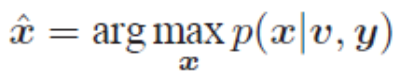 x̂ = arg max p(x|v, y)
x